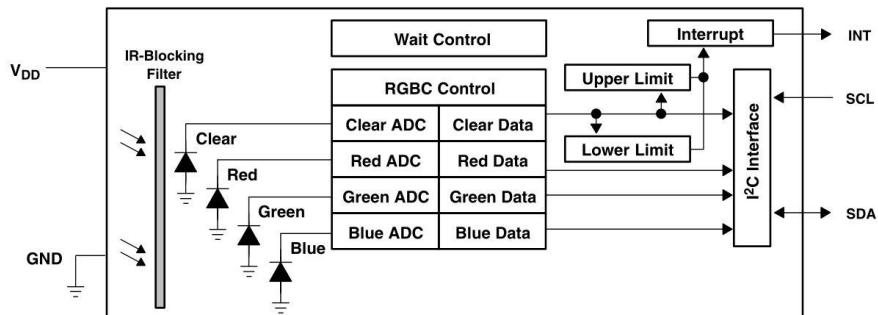 Wait Control
Interrupt
INT
IR-Blocking
Filter
VDD
RGBC Control
Upper Limit
SCL
Clear
Clear ADC
Clear Data
Lower Limit
Red
Red ADC
Red Data
I2C Interface
Green
Green ADC
Green Data
SDA
Blue
Blue ADC
Blue Data
GND